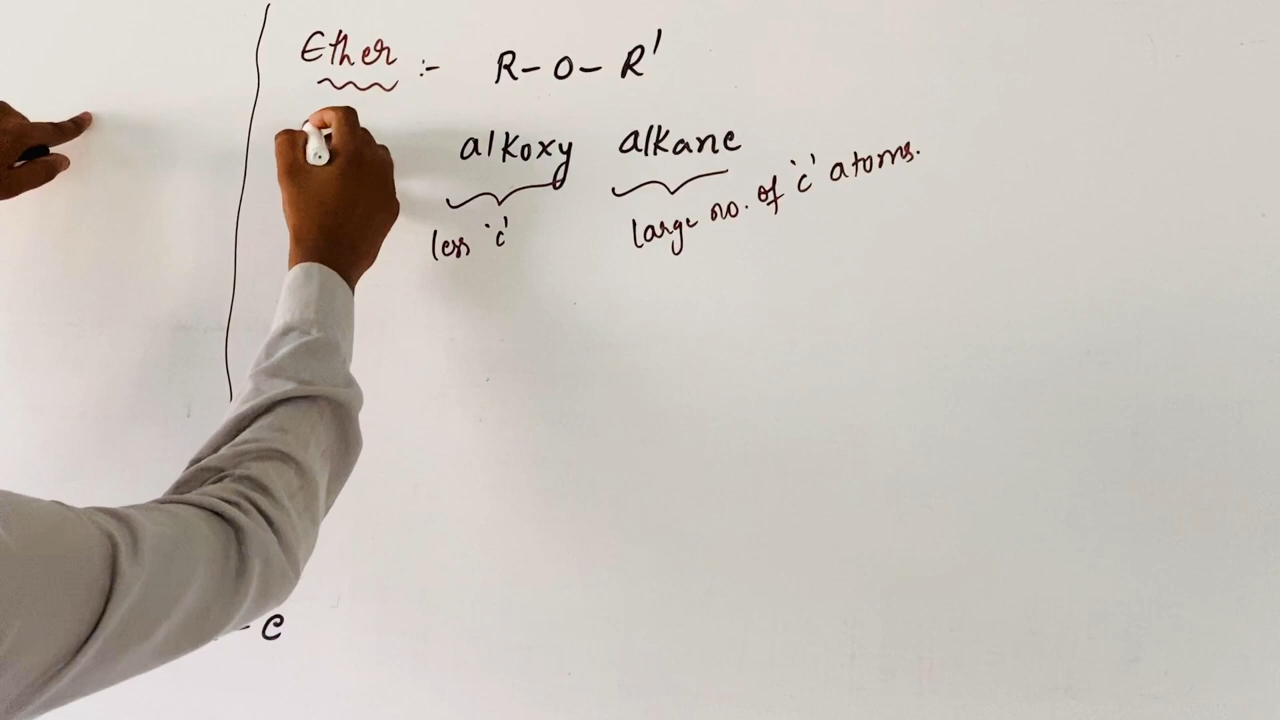 Ether :- R-O-R'
alkoxy alkane
less 'c' large no. of 'c' atoms.
- C